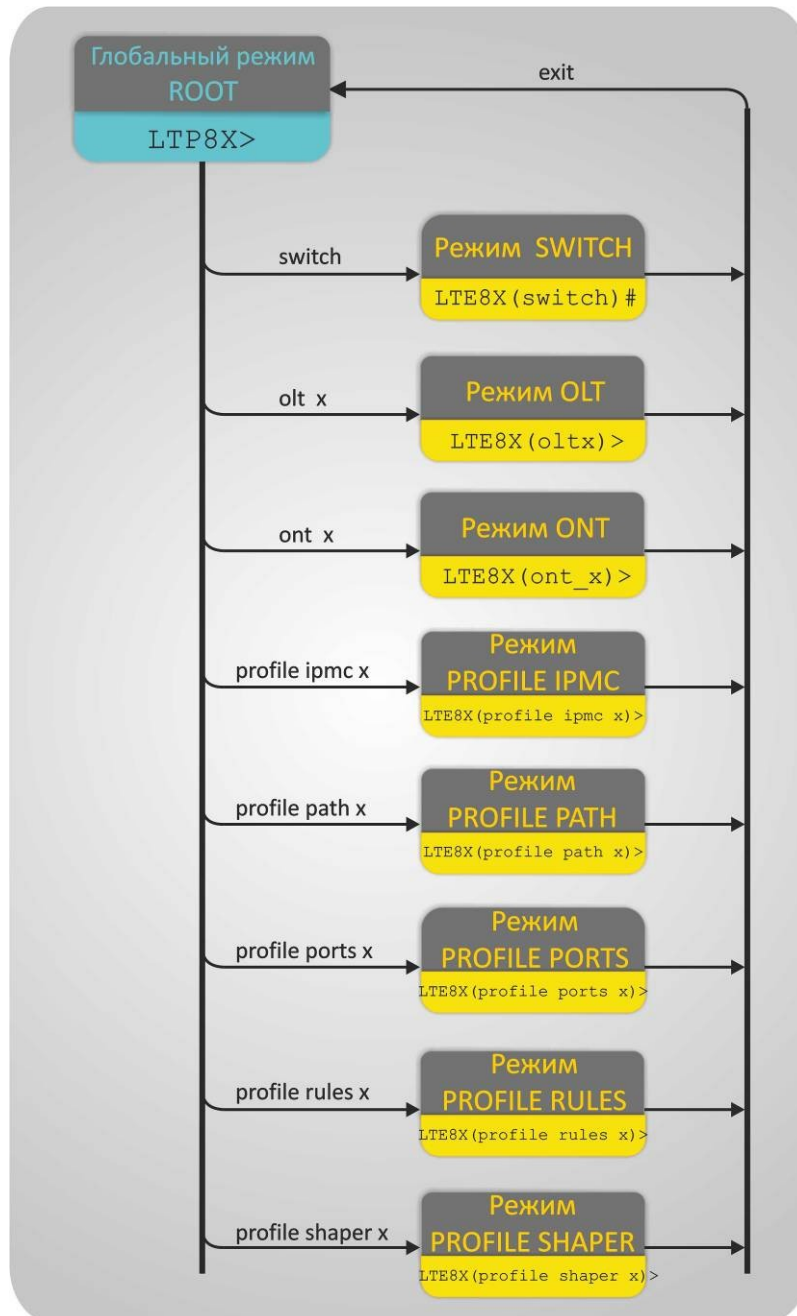 Глобальный режим
ROOT
LTP8X>
exit
switch
Режим SWITCH
LTE8X(switch)#
olt x
Режим OLT
LTE8X(oltx)>
ont x
Режим ONT
LTE8X(ont_x)>
profile ipmc x
Режим
PROFILE IPMC
LTE8X(profile ipmc x)>
profile path x
Режим
PROFILE PATH
LTE8X(profile path x)>
profile ports x
Режим
PROFILE PORTS
LTE8X(profile ports x)>
profile rules x
Режим
PROFILE RULES
LTE8X(profile rules x)>
profile shaper x
Режим
PROFILE SHAPER
LTE8X(profile shaper x)>